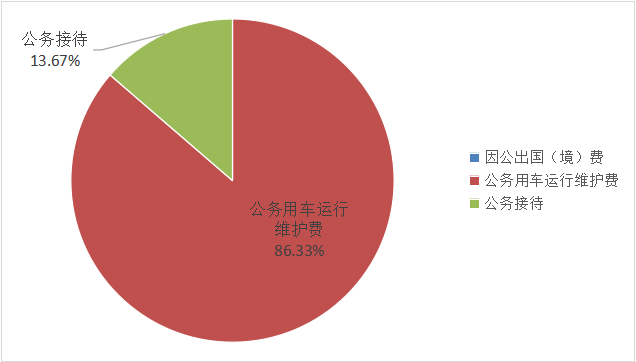 公务接待
13.67%
公务用车运行
维护费
86.33%
因公出国（境）费
公务用车运行维护费
公务接待